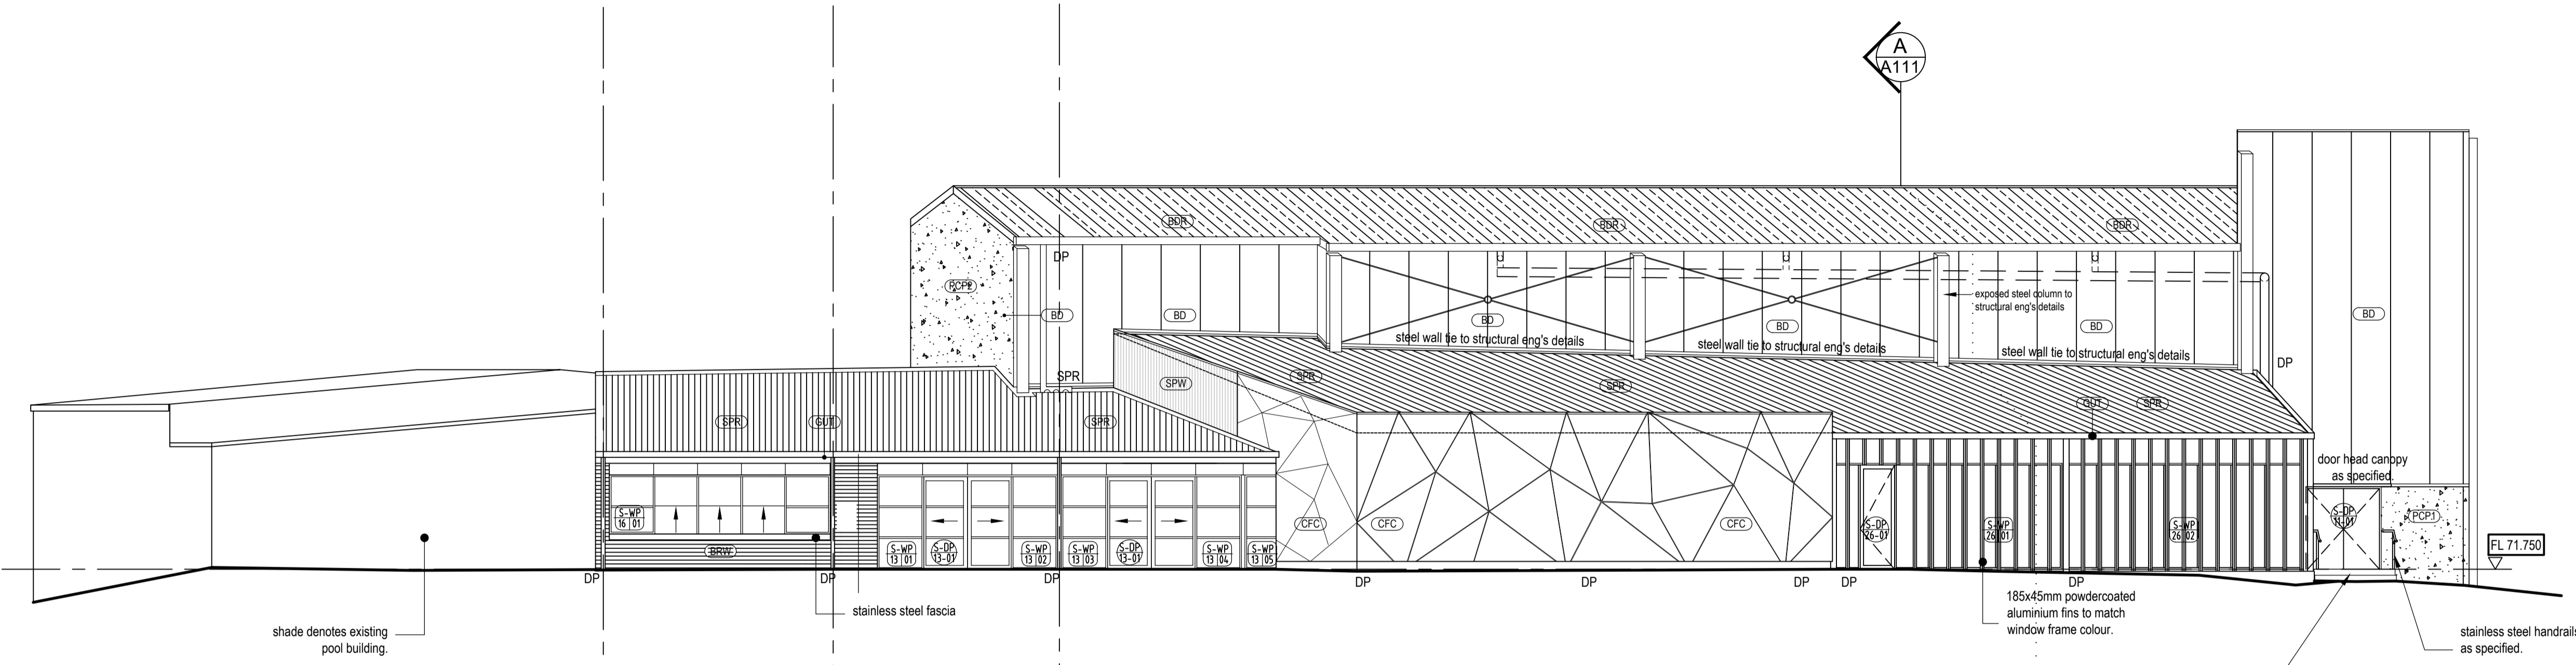 A
A111
BDR
BDR
BDR
DP
PCP2
exposed steel column to
structural eng's details
BD
BD
BD
BD
BD
BD
steel wall tie to structural eng's details
steel wall tie to structural eng's details
steel wall tie to structural eng's details
DP
SPR
SPW
SPR
SPR
GUT
SPR
SPR
GUT
SPR
door head canopy
as specified.
S-WP
16 01
BRW
S-WP
13 01
S-DP
13-01
S-WP
13 02
S-WP
13 03
S-DP
13-01
S-WP
13 04
S-WP
13 05
CFC
CFC
CFC
S-DP
26-01
S-WP
26 01
S-WP
26 02
S-DP
11-01
PCP1
FL 71.750
DP
DP
DP
DP
DP
DP
DP
DP
stainless steel fascia
185x45mm powdercoated
aluminium fins to match
window frame colour.
shade denotes existing
pool building.
stainless steel handrails
as specified.